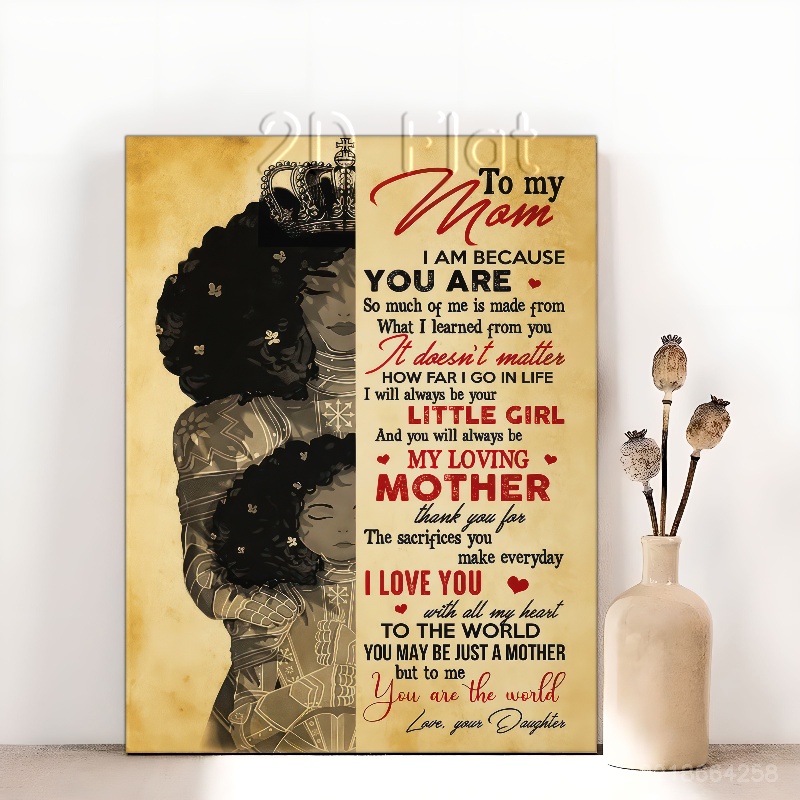 2D Flat
To my
Mom
I AM BECAUSE
YOU ARE
So much of me is made from
What I learned from you
It doesn't matter
HOW FAR I GO IN LIFE
I will always be your
LITTLE GIRL
And you will always be
MY LOVING
MOTHER
thank you for
The sacrifices you
make everyday
I LOVE YOU
with all my heart
TO THE WORLD
YOU MAY BE JUST A MOTHER
but to me
You are the world
Love, your Daughter